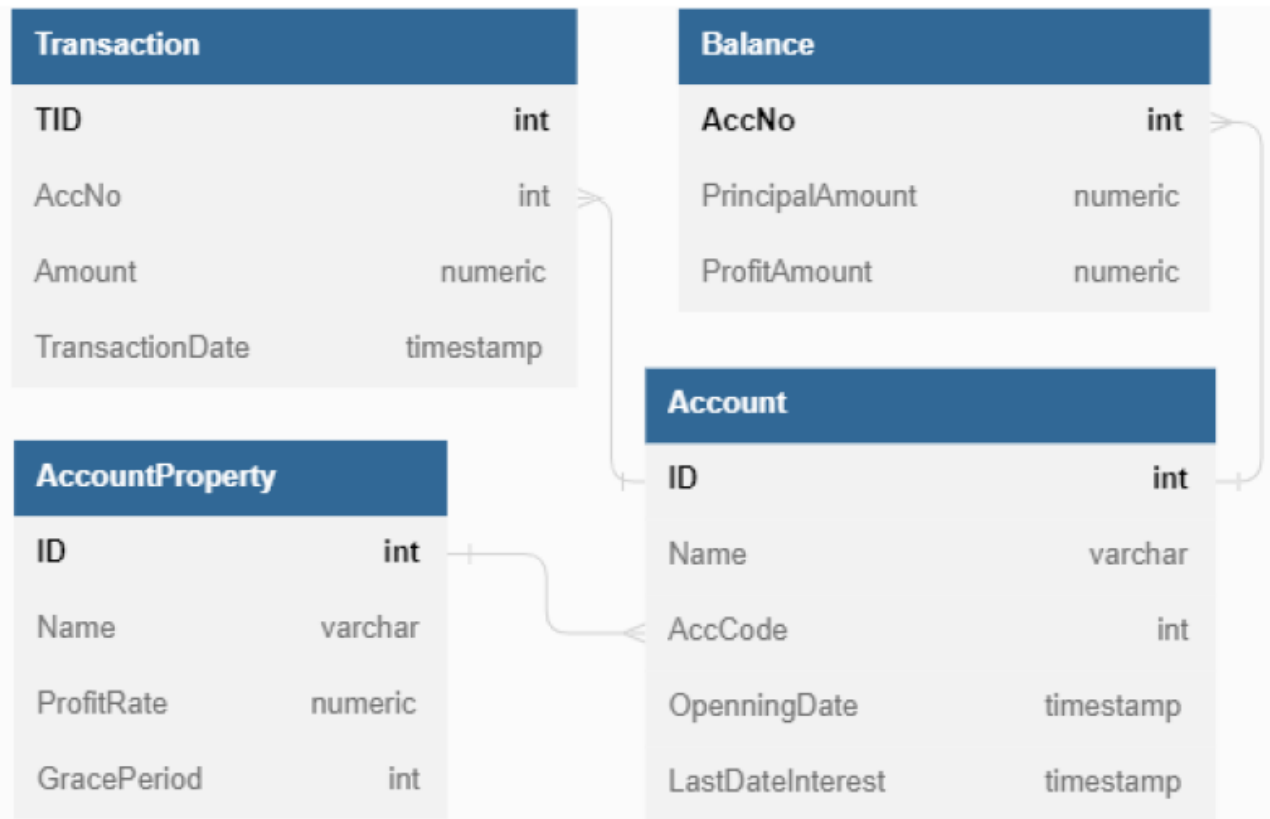 Transaction
TID int
AccNo int
Amount numeric
TransactionDate timestamp
Balance
AccNo int
PrincipalAmount numeric
ProfitAmount numeric
AccountProperty
ID int
Name varchar
ProfitRate numeric
GracePeriod int
Account
ID int
Name varchar
AccCode int
OpenningDate timestamp
LastDateInterest timestamp